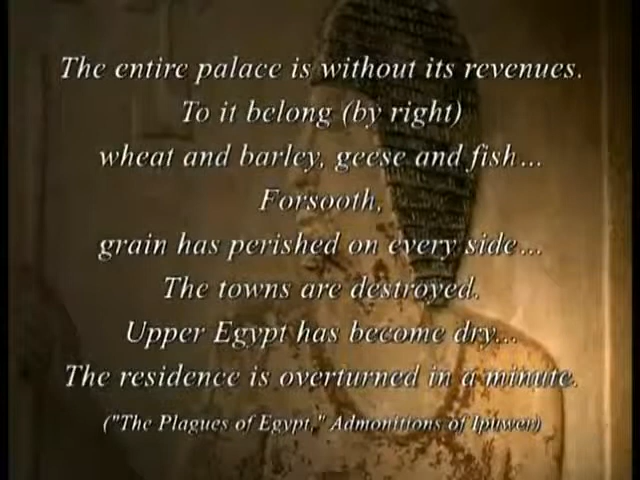 The entire palace is without its revenues.
To it belong (by right)
wheat and barley, geese and fish...
Forsooth,
grain has perished on every side...
The towns are destroyed.
Upper Egypt has become dry...
The residence is overturned in a minute.
("The Plagues of Egypt," Admonitions of Ipuwer)